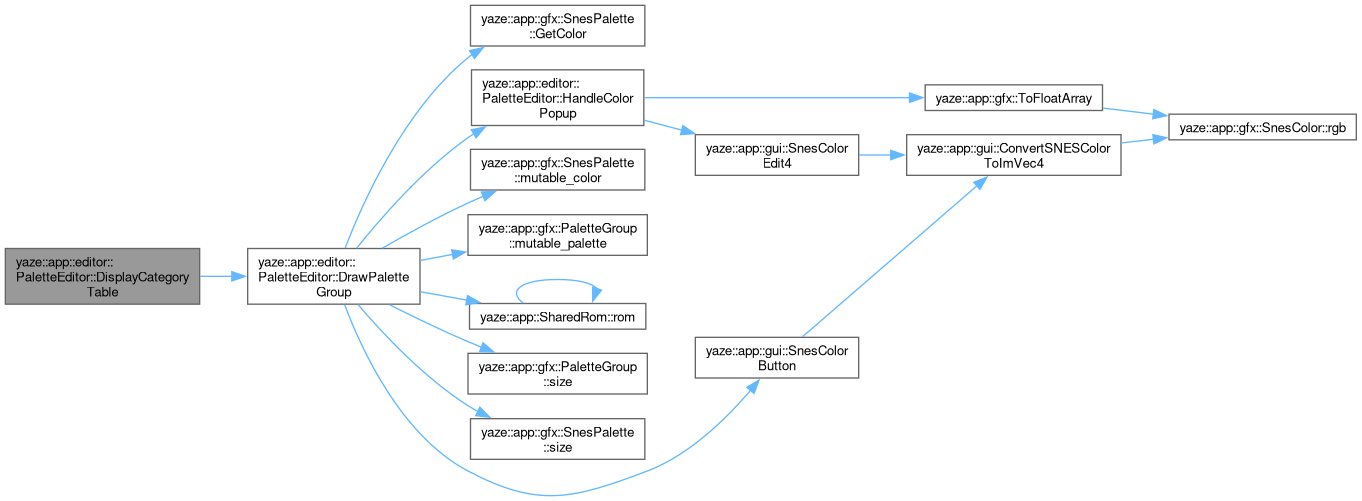 yaze::app::gfx::SnesPalette
::GetColor
yaze::app::editor::
PaletteEditor::HandleColor
Popup
yaze::app::gfx::ToFloatArray
yaze::app::gfx::SnesColor::rgb
yaze::app::gui::SnesColor
Edit4
yaze::app::gui::ConvertSNESColor
ToImVec4
yaze::app::gfx::SnesPalette
::mutable_color
yaze::app::gfx::PaletteGroup
::mutable_palette
yaze::app::editor::
PaletteEditor::DisplayCategory
Table
yaze::app::editor::
PaletteEditor::DrawPalette
Group
yaze::app::SharedRom::rom
yaze::app::gui::SnesColor
Button
yaze::app::gfx::PaletteGroup
::size
yaze::app::gfx::SnesPalette
::size